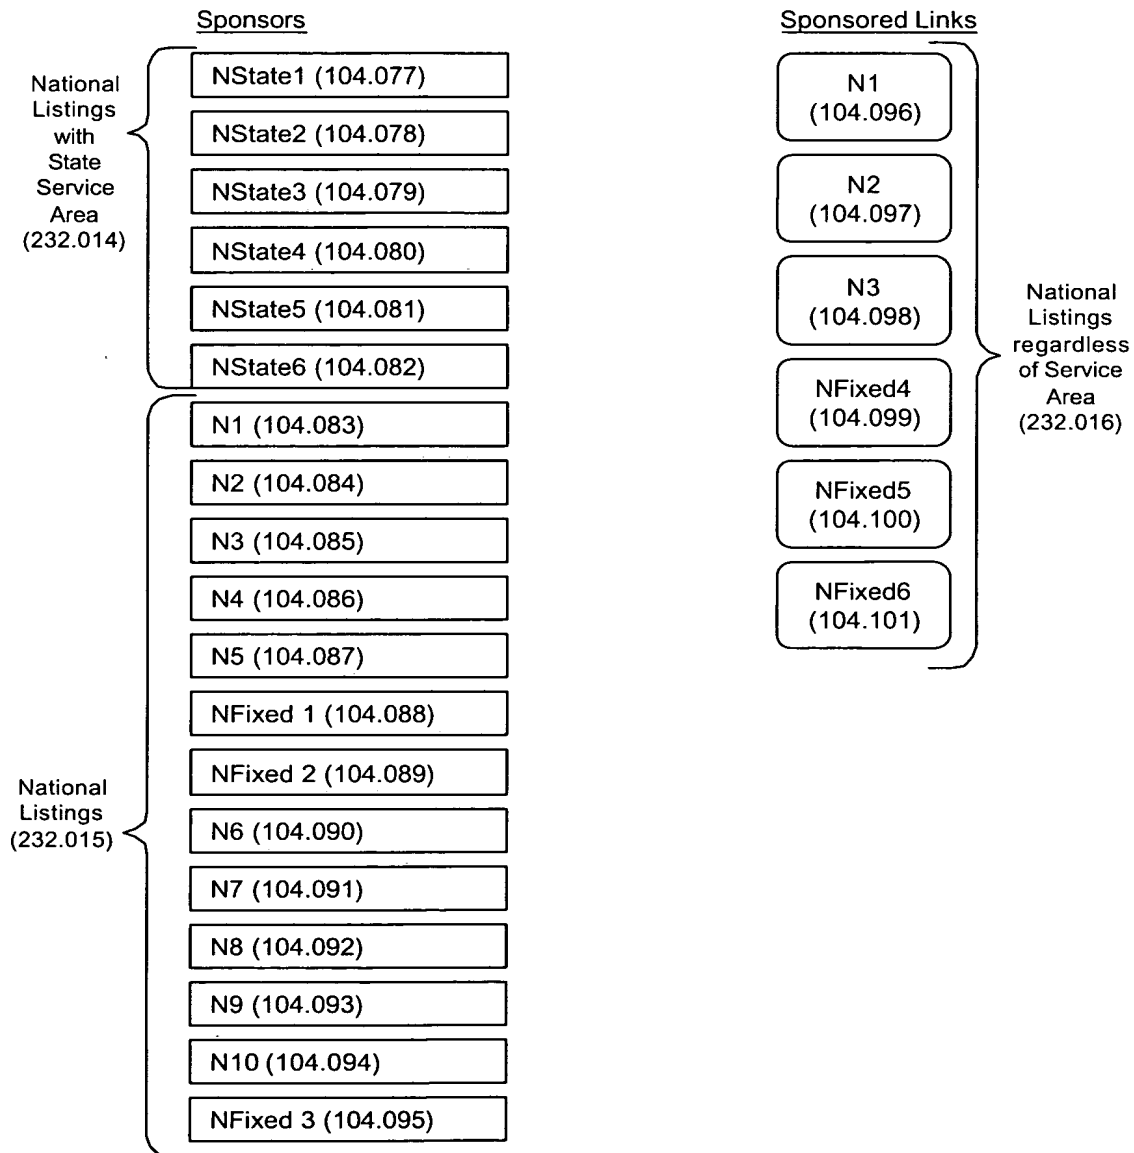 Sponsors
National
Listings
with
State
Service
Area
(232.014)
NState1 (104.077)
NState2 (104.078)
NState3 (104.079)
NState4 (104.080)
NState5 (104.081)
NState6 (104.082)
National
Listings
(232.015)
N1 (104.083)
N2 (104.084)
N3 (104.085)
N4 (104.086)
N5 (104.087)
NFixed 1 (104.088)
NFixed 2 (104.089)
N6 (104.090)
N7 (104.091)
N8 (104.092)
N9 (104.093)
N10 (104.094)
NFixed 3 (104.095)
Sponsored Links
N1
(104.096)
N2
(104.097)
N3
(104.098)
NFixed4
(104.099)
NFixed5
(104.100)
NFixed6
(104.101)
National
Listings
regardless
of Service
Area
(232.016)